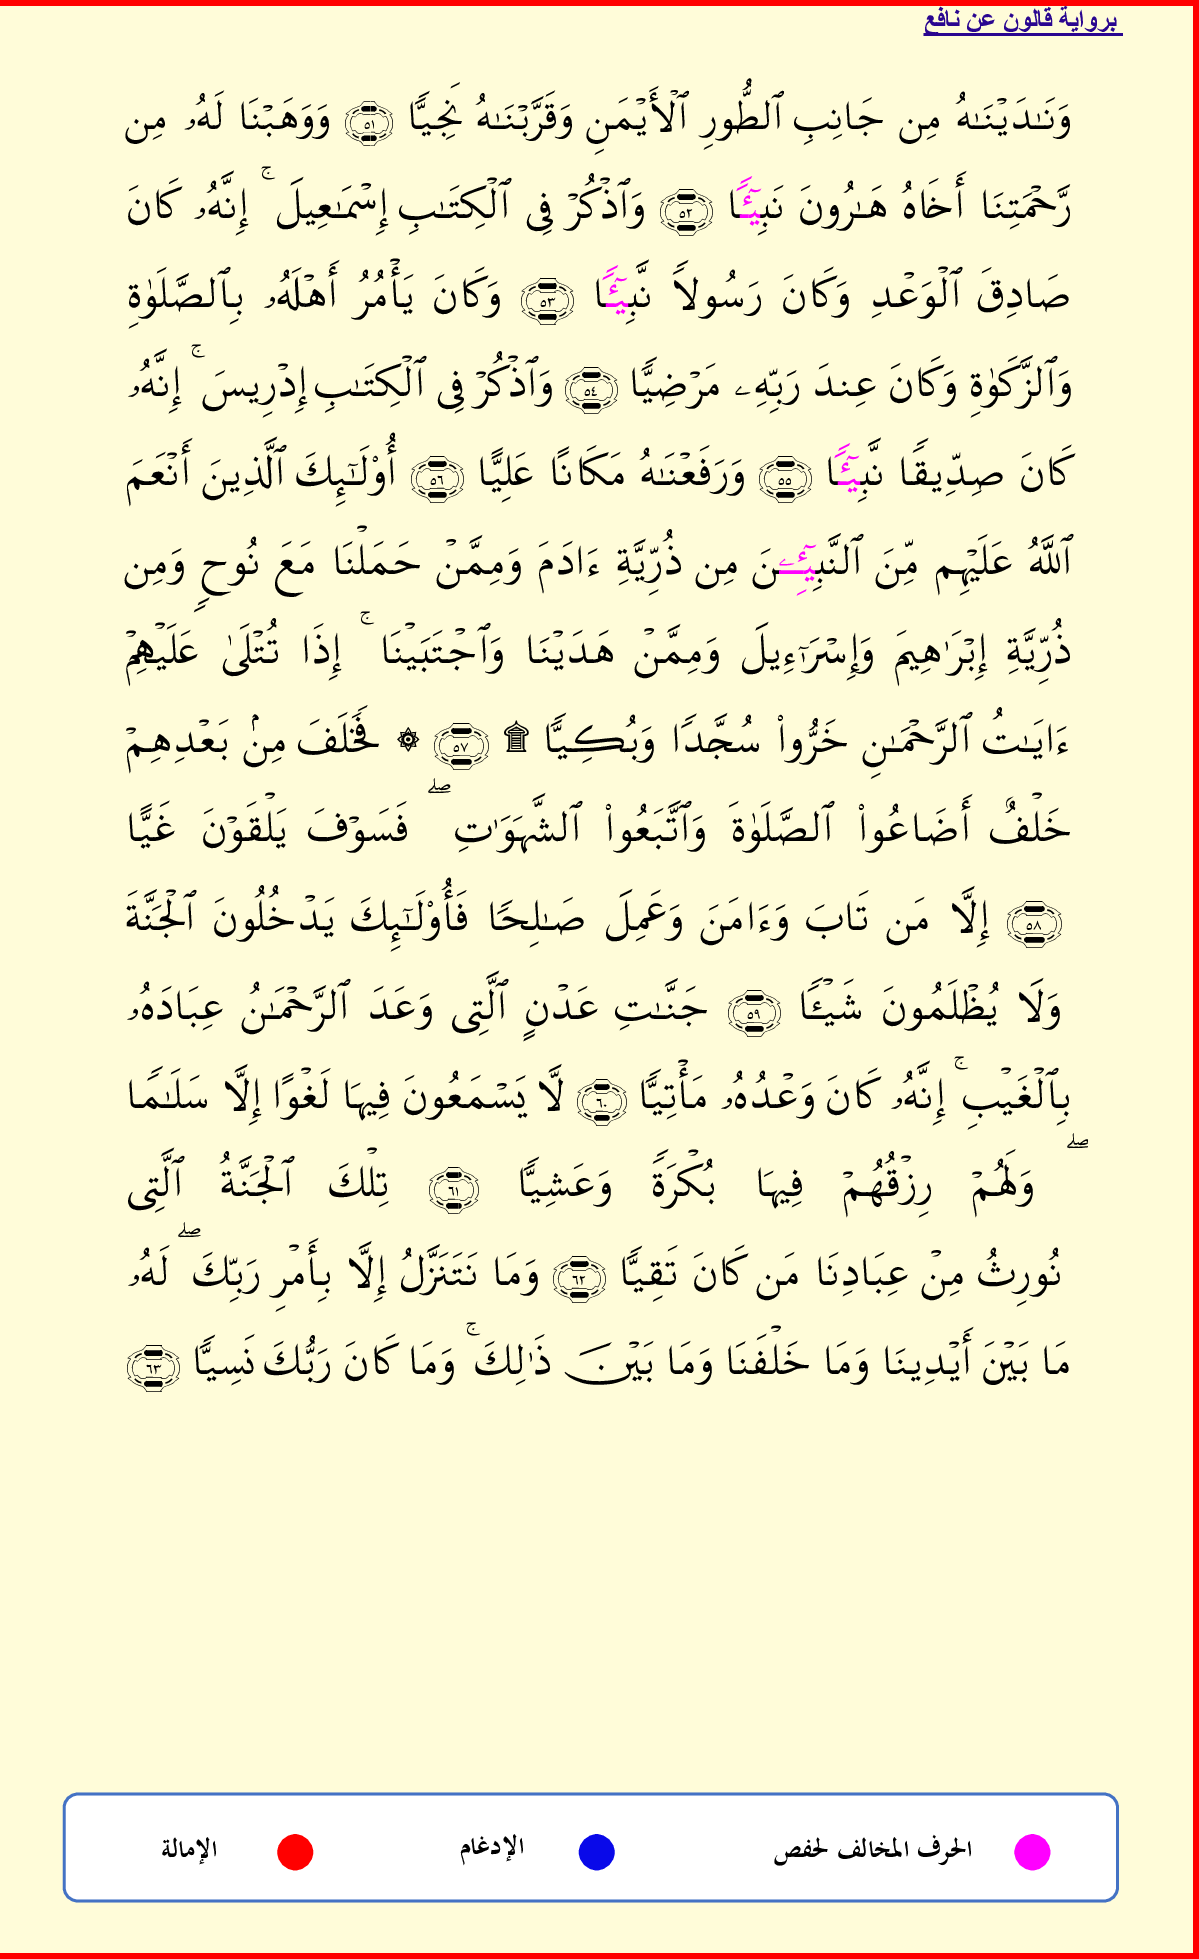 برواية قالون عن نافع
وَنَٰدَيْنَٰهُ مِن جَانِبِ ٱلطُّورِ ٱلْأَيْمَنِ وَقَرَّبْنَٰهُ نَجِيًّا ٥١ وَوَهَبْنَا لَهُۥ مِن
رَّحْمَتِنَا أَخَاهُ هَٰرُونَ نَبِيٓـًٔا ٥٢ وَٱذْكُرْ فِى ٱلْكِتَٰبِ إِسْمَٰعِيلَ ۚ إِنَّهُۥ كَانَ
صَادِقَ ٱلْوَعْدِ وَكَانَ رَسُولًا نَّبِيٓـًٔا ٥٣ وَكَانَ يَأْمُرُ أَهْلَهُۥ بِٱلصَّلَوٰةِ
وَٱلزَّكَوٰةِ وَكَانَ عِندَ رَبِّهِۦ مَرْضِيًّا ٥٤ وَٱذْكُرْ فِى ٱلْكِتَٰبِ إِدْرِيسَ ۚ إِنَّهُۥ
كَانَ صِدِّيقًا نَّبِيٓـًٔا ٥٥ وَرَفَعْنَٰهُ مَكَانًا عَلِيًّا ٥٦ أُوْلَٰٓئِكَ ٱلَّذِينَ أَنْعَمَ
ٱللَّهُ عَلَيْهِم مِّنَ ٱلنَّبِيٓـِٔۦنَ مِن ذُرِّيَّةِ ءَادَمَ وَمِمَّنْ حَمَلْنَا مَعَ نُوحٍ وَمِن
ذُرِّيَّةِ إِبْرَٰهِيمَ وَإِسْرَٰٓءِيلَ وَمِمَّنْ هَدَيْنَا وَٱجْتَبَيْنَا ۚ إِذَا تُتْلَىٰ عَلَيْهِمْ
ءَايَٰتُ ٱلرَّحْمَٰنِ خَرُّوا۟ سُجَّدًا وَبُكِيًّا ۩ ٥٧ ۞ فَخَلَفَ مِنۢ بَعْدِهِمْ
خَلْفٌ أَضَاعُوا۟ ٱلصَّلَوٰةَ وَٱتَّبَعُوا۟ ٱلشَّهَوَٰتِ ۖ فَسَوْفَ يَلْقَوْنَ غَيًّا
٥٨ إِلَّا مَن تَابَ وَءَامَنَ وَعَمِلَ صَٰلِحًا فَأُوْلَٰٓئِكَ يَدْخُلُونَ ٱلْجَنَّةَ
وَلَا يُظْلَمُونَ شَيْـًٔا ٥٩ جَنَّٰتِ عَدْنٍ ٱلَّتِى وَعَدَ ٱلرَّحْمَٰنُ عِبَادَهُۥ
بِٱلْغَيْبِ ۚ إِنَّهُۥ كَانَ وَعْدُهُۥ مَأْتِيًّا ٦٠ لَّا يَسْمَعُونَ فِيهَا لَغْوًا إِلَّا سَلَٰمًا
ۖ وَلَهُمْ رِزْقُهُمْ فِيهَا بُكْرَةً وَعَشِيًّا ٦١ تِلْكَ ٱلْجَنَّةُ ٱلَّتِى
نُورِثُ مِنْ عِبَادِنَا مَن كَانَ تَقِيًّا ٦٢ وَمَا نَتَنَزَّلُ إِلَّا بِأَمْرِ رَبِّكَ ۖ لَهُۥ
مَا بَيْنَ أَيْدِينَا وَمَا خَلْفَنَا وَمَا بَيْنَ ذَٰلِكَ ۚ وَمَا كَانَ رَبُّكَ نَسِيًّا ٦٣
الحرف المخالف لحفص الإدغام الإمالة